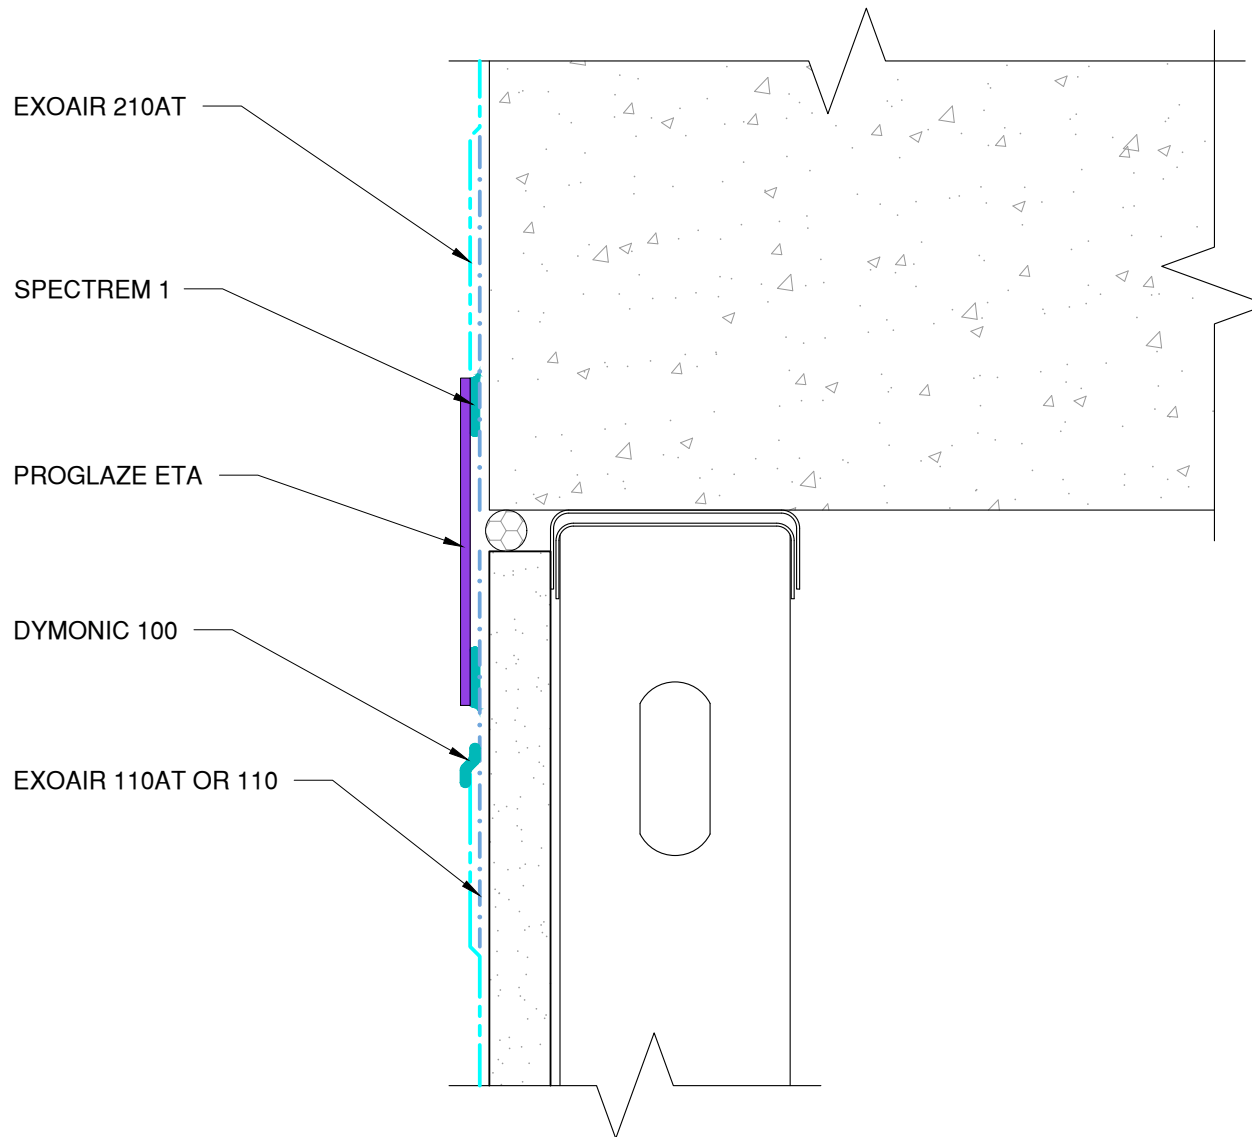 EXOAIR 210AT
SPECTREM 1
PROGLAZE ETA
DYMONIC 100
EXOAIR 110AT OR 110